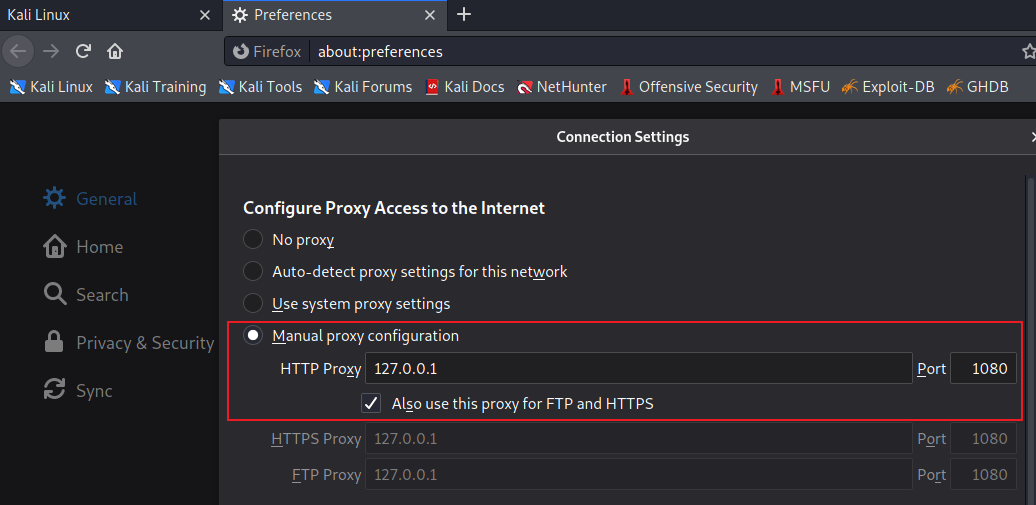 Kali Linux Preferences
Firefox about:preferences
Kali Linux Kali Training Kali Tools Kali Forums Kali Docs NetHunter Offensive Security MSFU Exploit-DB GHDB
Connection Settings
General
Home
Search
Privacy & Security
Sync
Configure Proxy Access to the Internet
No proxy
Auto-detect proxy settings for this network
Use system proxy settings
Manual proxy configuration
HTTP Proxy 127.0.0.1 Port 1080
Also use this proxy for FTP and HTTPS
HTTPS Proxy 127.0.0.1 Port 1080
FTP Proxy 127.0.0.1 Port 1080